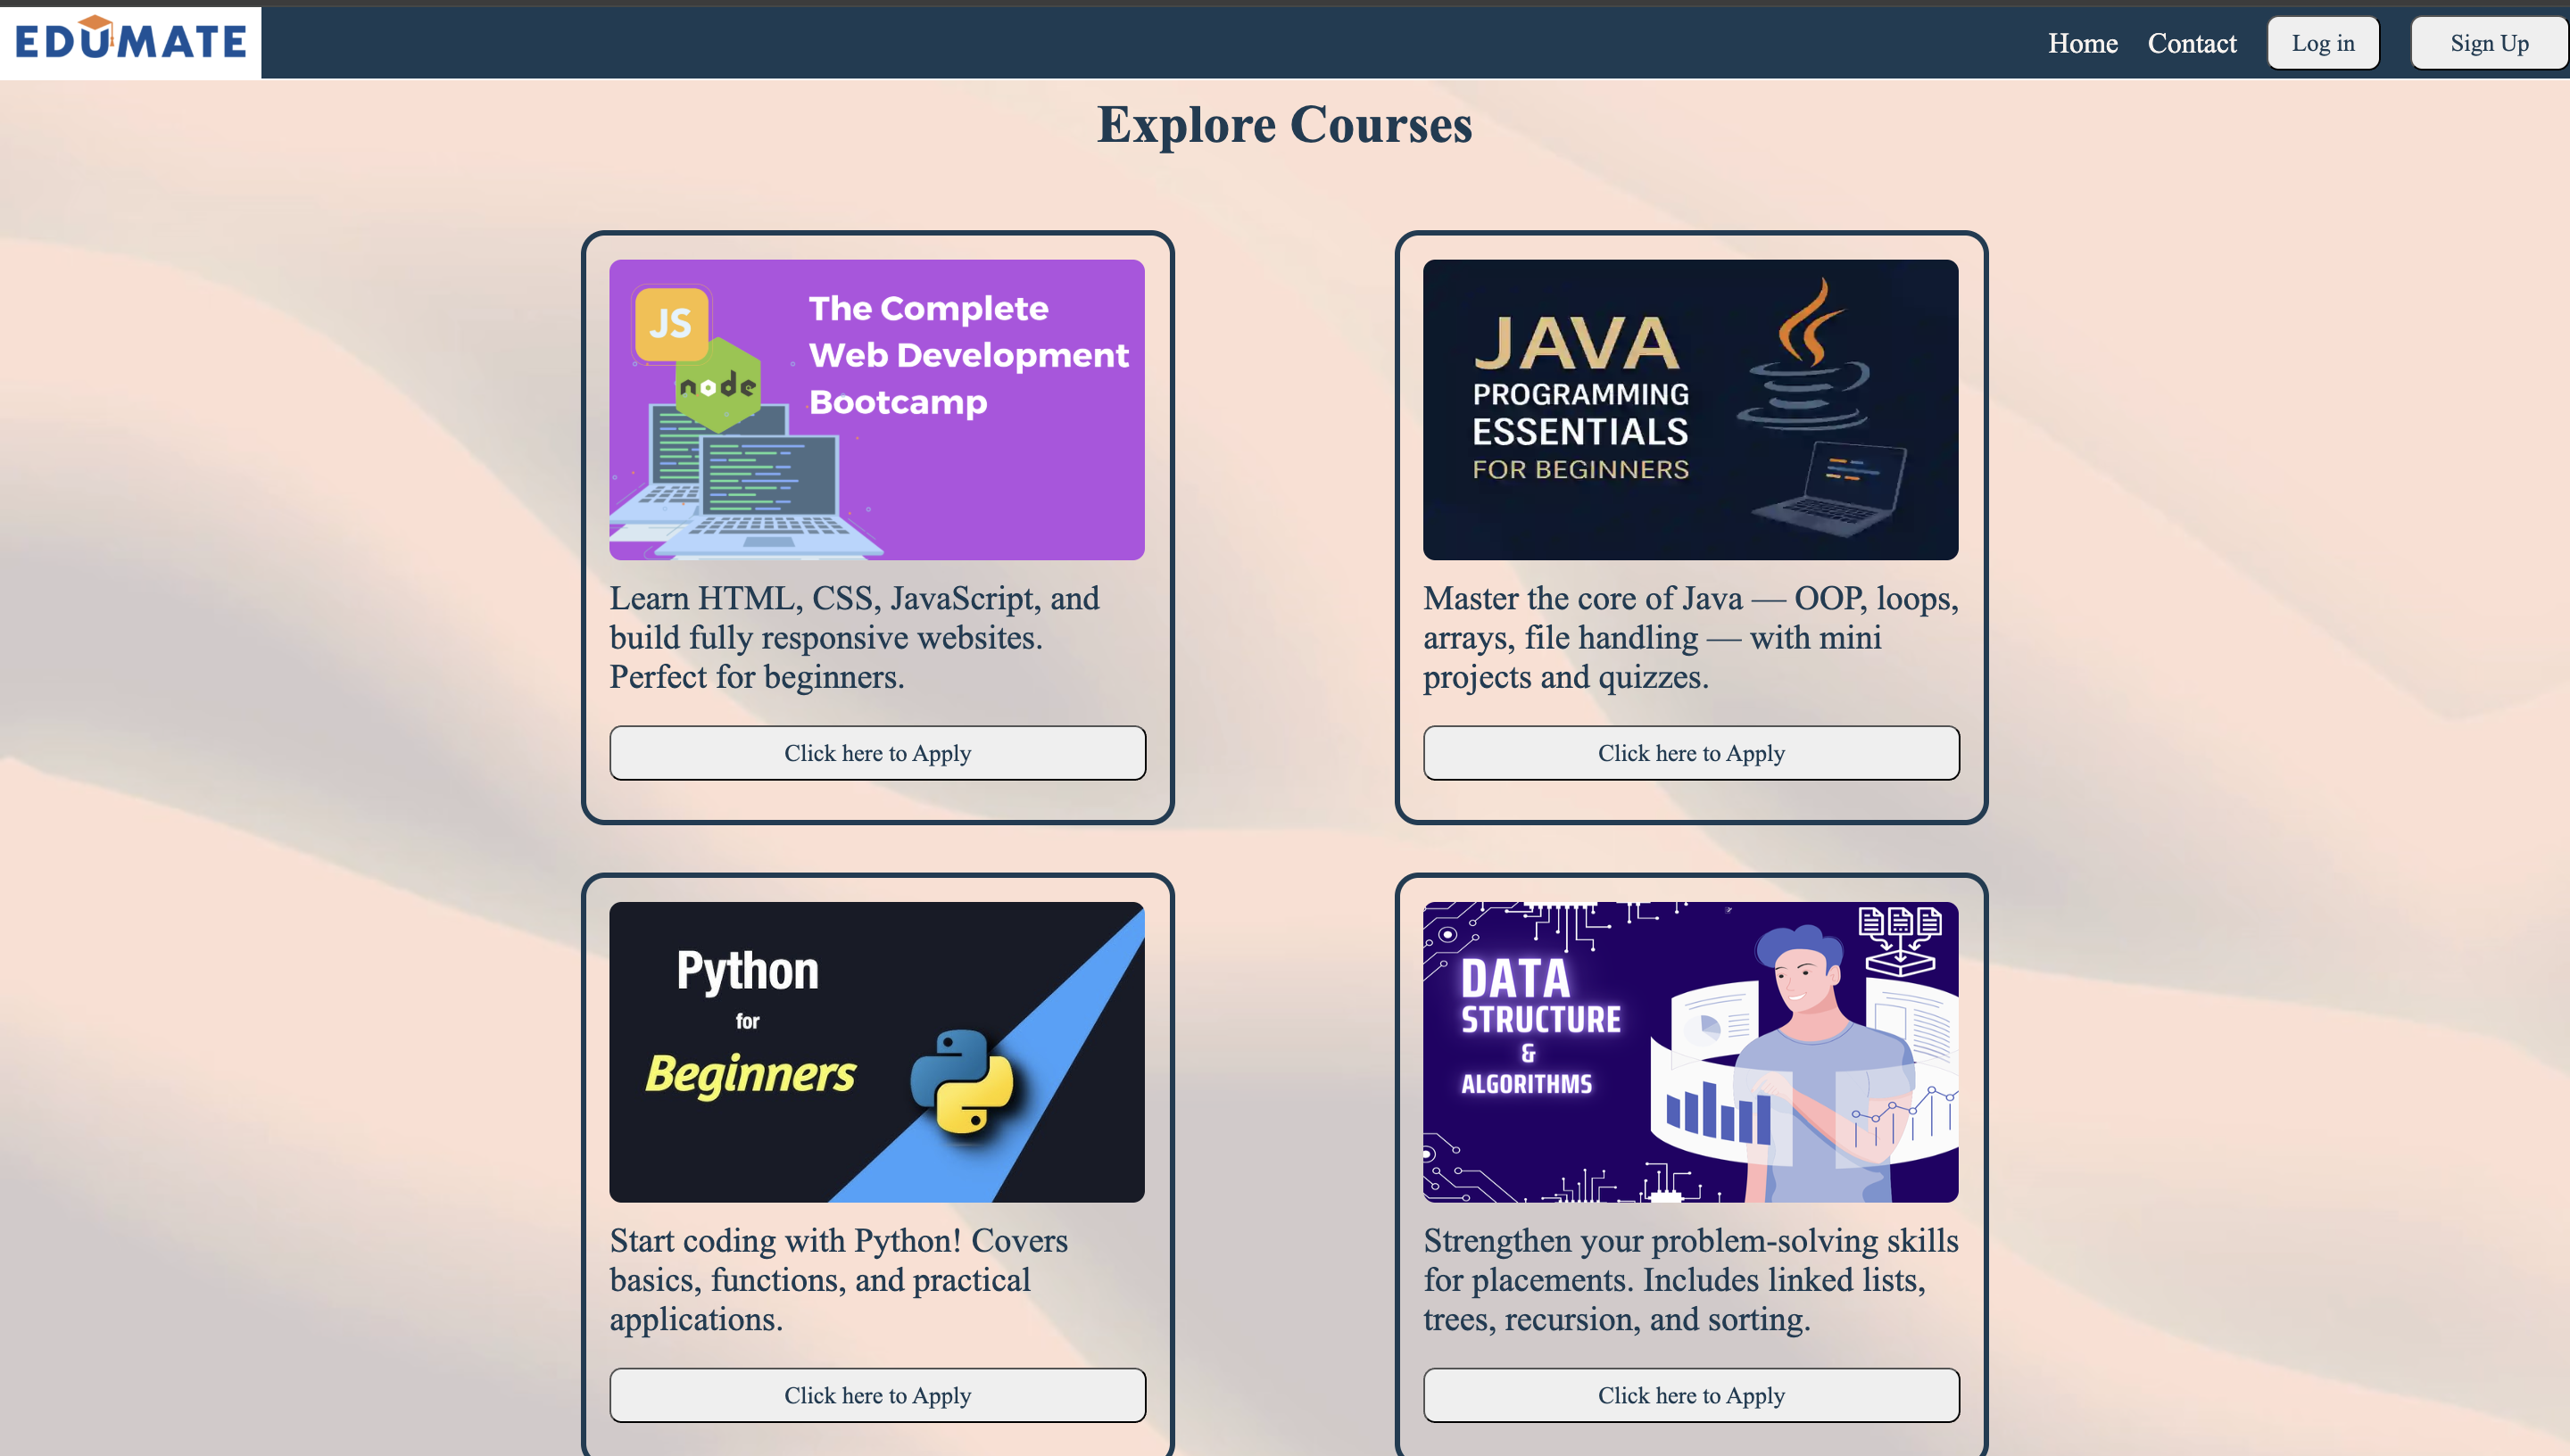 EDUMATE
Home Contact Log in Sign Up
Explore Courses
JS
node
The Complete
Web Development
Bootcamp
Learn HTML, CSS, JavaScript, and
build fully responsive websites.
Perfect for beginners.
Click here to Apply
JAVA
PROGRAMMING
ESSENTIALS
FOR BEGINNERS
Master the core of Java — OOP, loops,
arrays, file handling — with mini
projects and quizzes.
Click here to Apply
Python
for
Beginners
Start coding with Python! Covers
basics, functions, and practical
applications.
Click here to Apply
DATA
STRUCTURE
&
ALGORITHMS
Strengthen your problem-solving skills
for placements. Includes linked lists,
trees, recursion, and sorting.
Click here to Apply